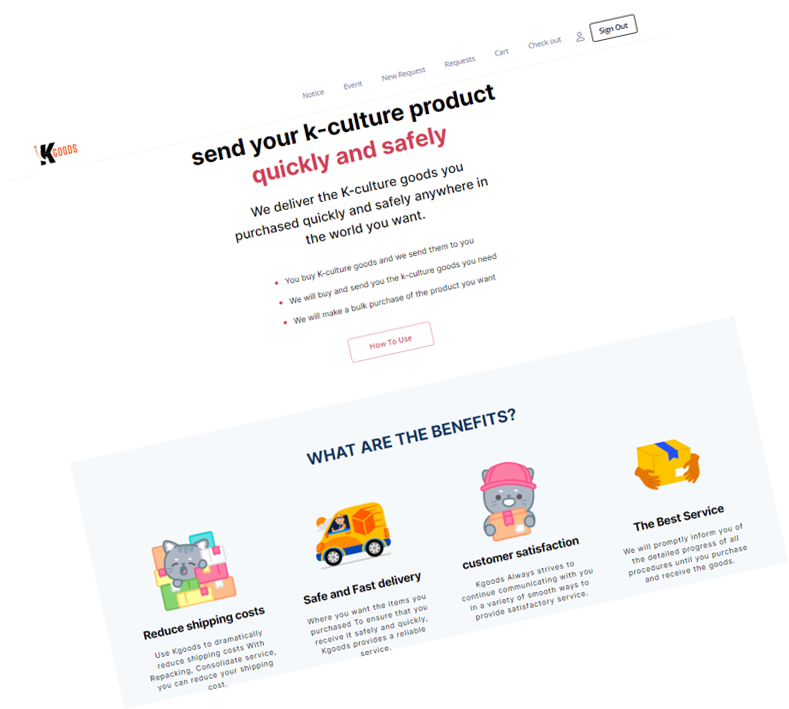 Notice Event New Request Requests Cart Check out Sign Out
KGOODS
send your k-culture product
quickly and safely
We deliver the K-culture goods you
purchased quickly and safely anywhere in
the world you want.
You buy K-culture goods and we send them to you
We will buy and send you the k-culture goods you need
We will make a bulk purchase of the product you want
How To Use
WHAT ARE THE BENEFITS?
Reduce shipping costs
Use Kgoods to dramatically
reduce shipping costs With
Repacking, Consolidate service,
you can reduce your shipping
cost.
Safe and Fast delivery
Where you want the items you
purchased To ensure that you
receive it safely and quickly,
Kgoods provides a reliable
service.
customer satisfaction
Kgoods Always strives to
continue communicating with you
in a variety of smooth ways to
provide satisfactory service.
The Best Service
We will promptly inform you of
the detailed progress of all
procedures until you purchase
and receive the goods.